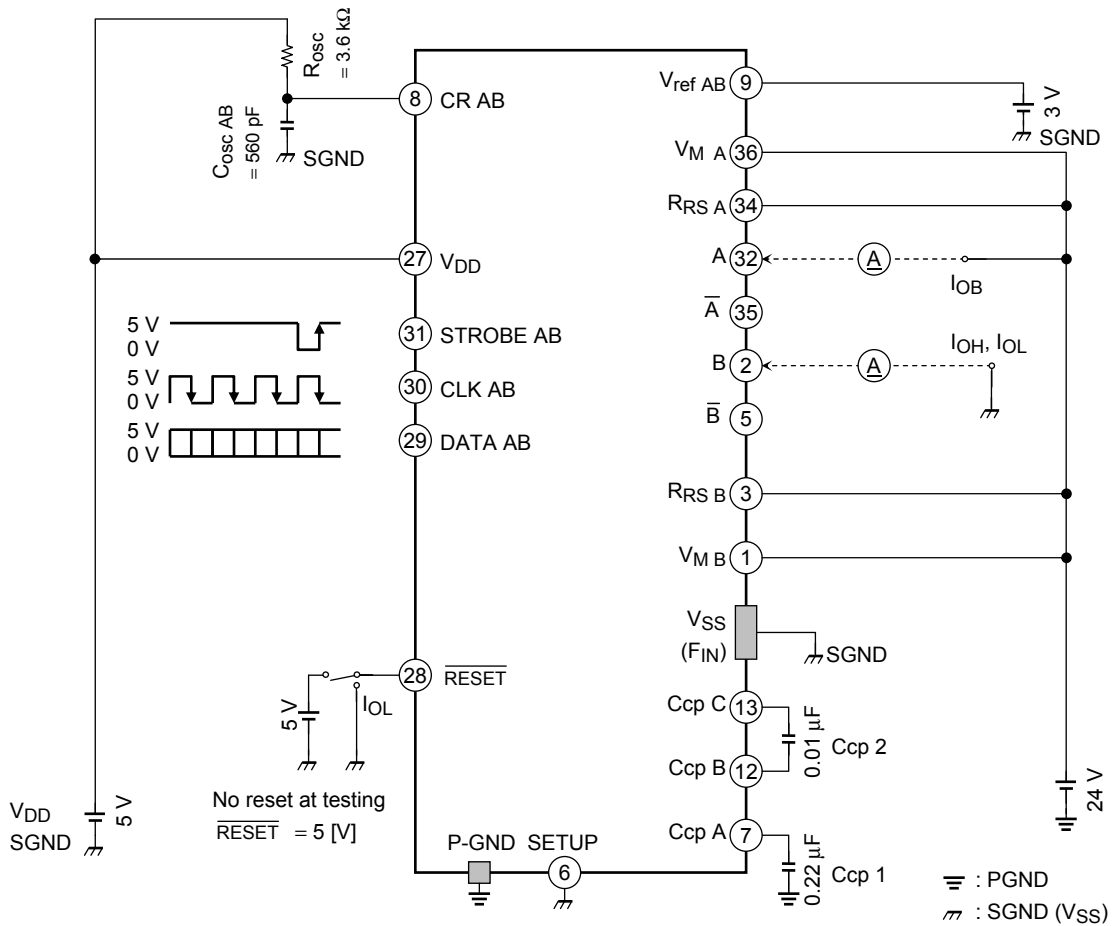 Rosc
= 3.6 kΩ
Cosc AB
= 560 pF
SGND
8 CR AB
27 VDD
5 V
0 V
31 STROBE AB
5 V
0 V
30 CLK AB
5 V
0 V
29 DATA AB
28 RESET
IOL
5 V
No reset at testing
RESET = 5 [V]
VDD
SGND
5 V
P-GND SETUP
6
Vref AB 9
3 V
SGND
VM A 36
RRS A 34
A 32
A
IOB
A 35
B 2
A
IOH, IOL
B 5
RRS B 3
VM B 1
VSS
(FIN)
SGND
Ccp C 13
0.01 μF
Ccp 2
Ccp B 12
Ccp A 7
0.22 μF
Ccp 1
24 V
: PGND
: SGND (VSS)